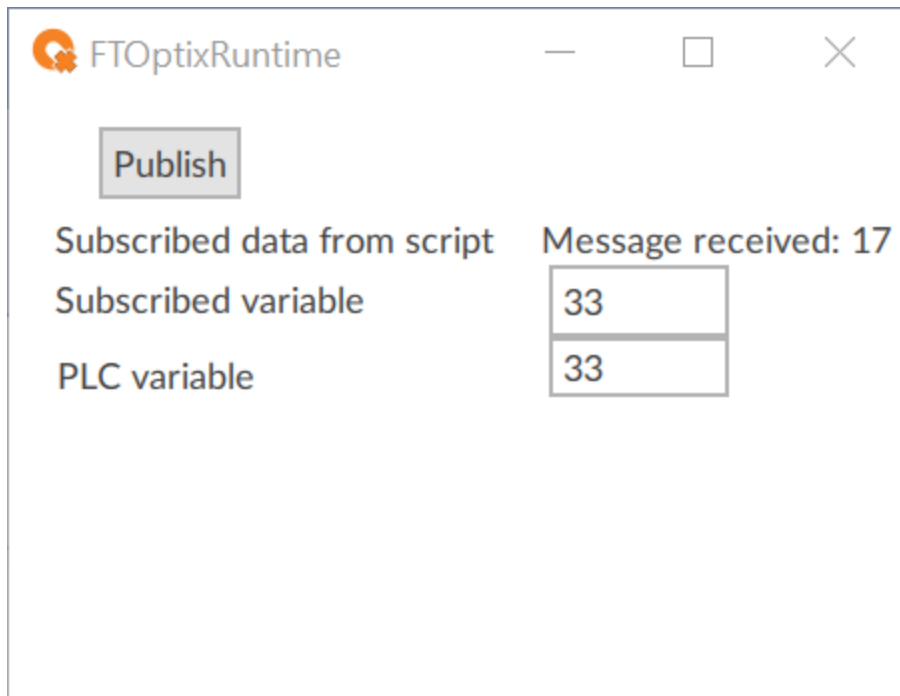 FTOptixRuntime
Publish
Subscribed data from script Message received: 17
Subscribed variable 33
PLC variable 33